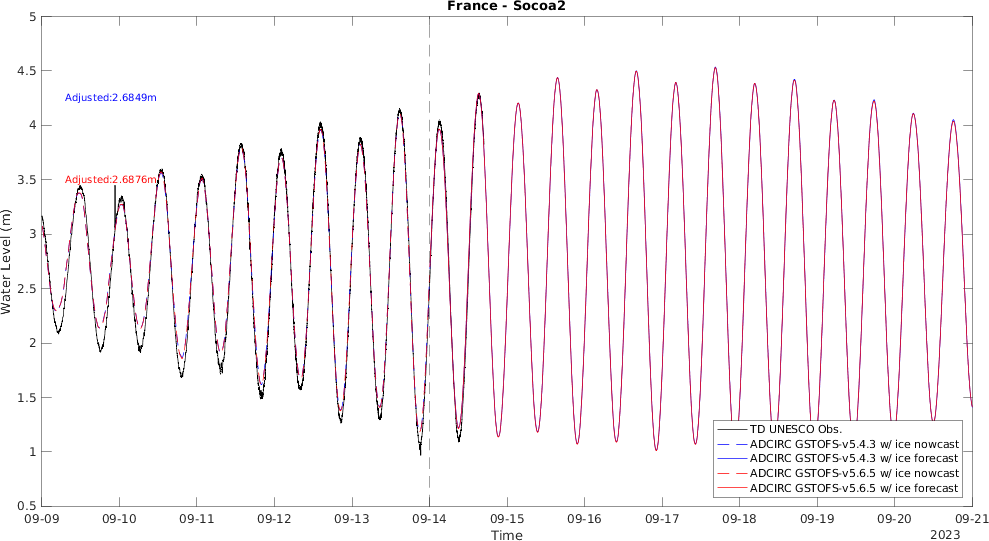 France - Socoa2
5
4.5
4
3.5
3
2.5
2
1.5
1
0.5
Water Level (m)
Adjusted:2.6849m
Adjusted:2.6876m
TD UNESCO Obs.
ADCIRC GSTOFS-v5.4.3 w/ ice nowcast
ADCIRC GSTOFS-v5.4.3 w/ ice forecast
ADCIRC GSTOFS-v5.6.5 w/ ice nowcast
ADCIRC GSTOFS-v5.6.5 w/ ice forecast
09-09 09-10 09-11 09-12 09-13 09-14 09-15 09-16 09-17 09-18 09-19 09-20 09-21
Time
2023